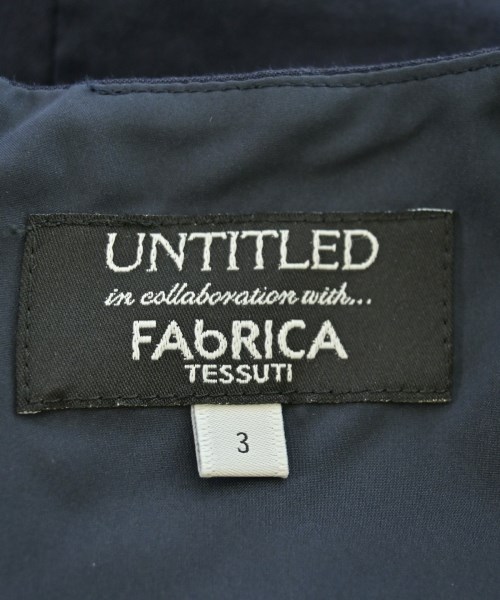 UNTITLED
in collaboration with...
FAbRICA
TESSUTI
3